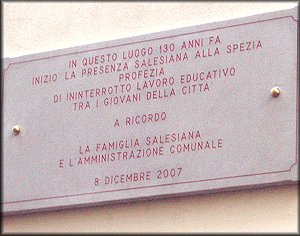 IN QUESTO LUOGO 130 ANNI FA
INIZIO' LA PRESENZA SALESIANA ALLA SPEZIA
PROFEZIA
DI ININTERROTTO LAVORO EDUCATIVO
TRA I GIOVANI DELLA CITTA'
A RICORDO
LA FAMIGLIA SALESIANA
E L'AMMINISTRAZIONE COMUNALE
8 DICEMBRE 2007